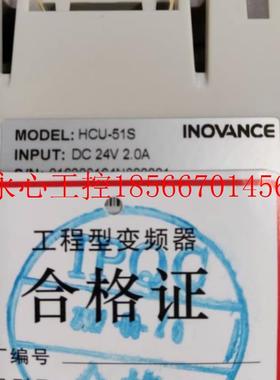 MODEL: HCU-51S INOVANCE
INPUT: DC 24V 2.0A
永心工控18566701456
工程型变频器
合格证
厂编号